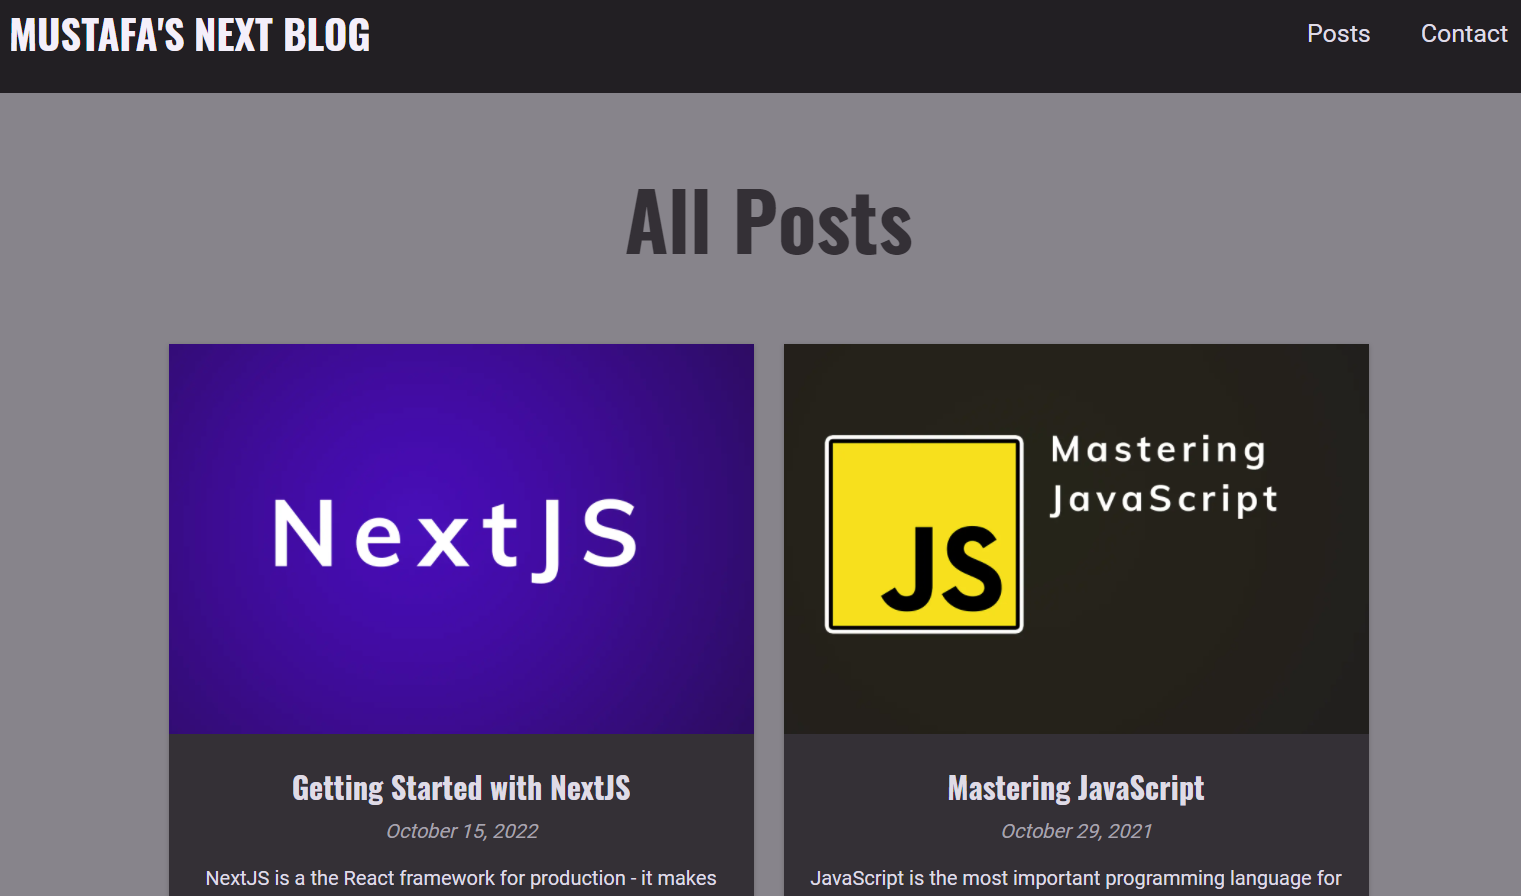 MUSTAFA'S NEXT BLOG
Posts
Contact
All Posts
NextJS
Mastering
JavaScript
JS
Getting Started with NextJS
October 15, 2022
NextJS is a the React framework for production - it makes
Mastering JavaScript
October 29, 2021
JavaScript is the most important programming language for